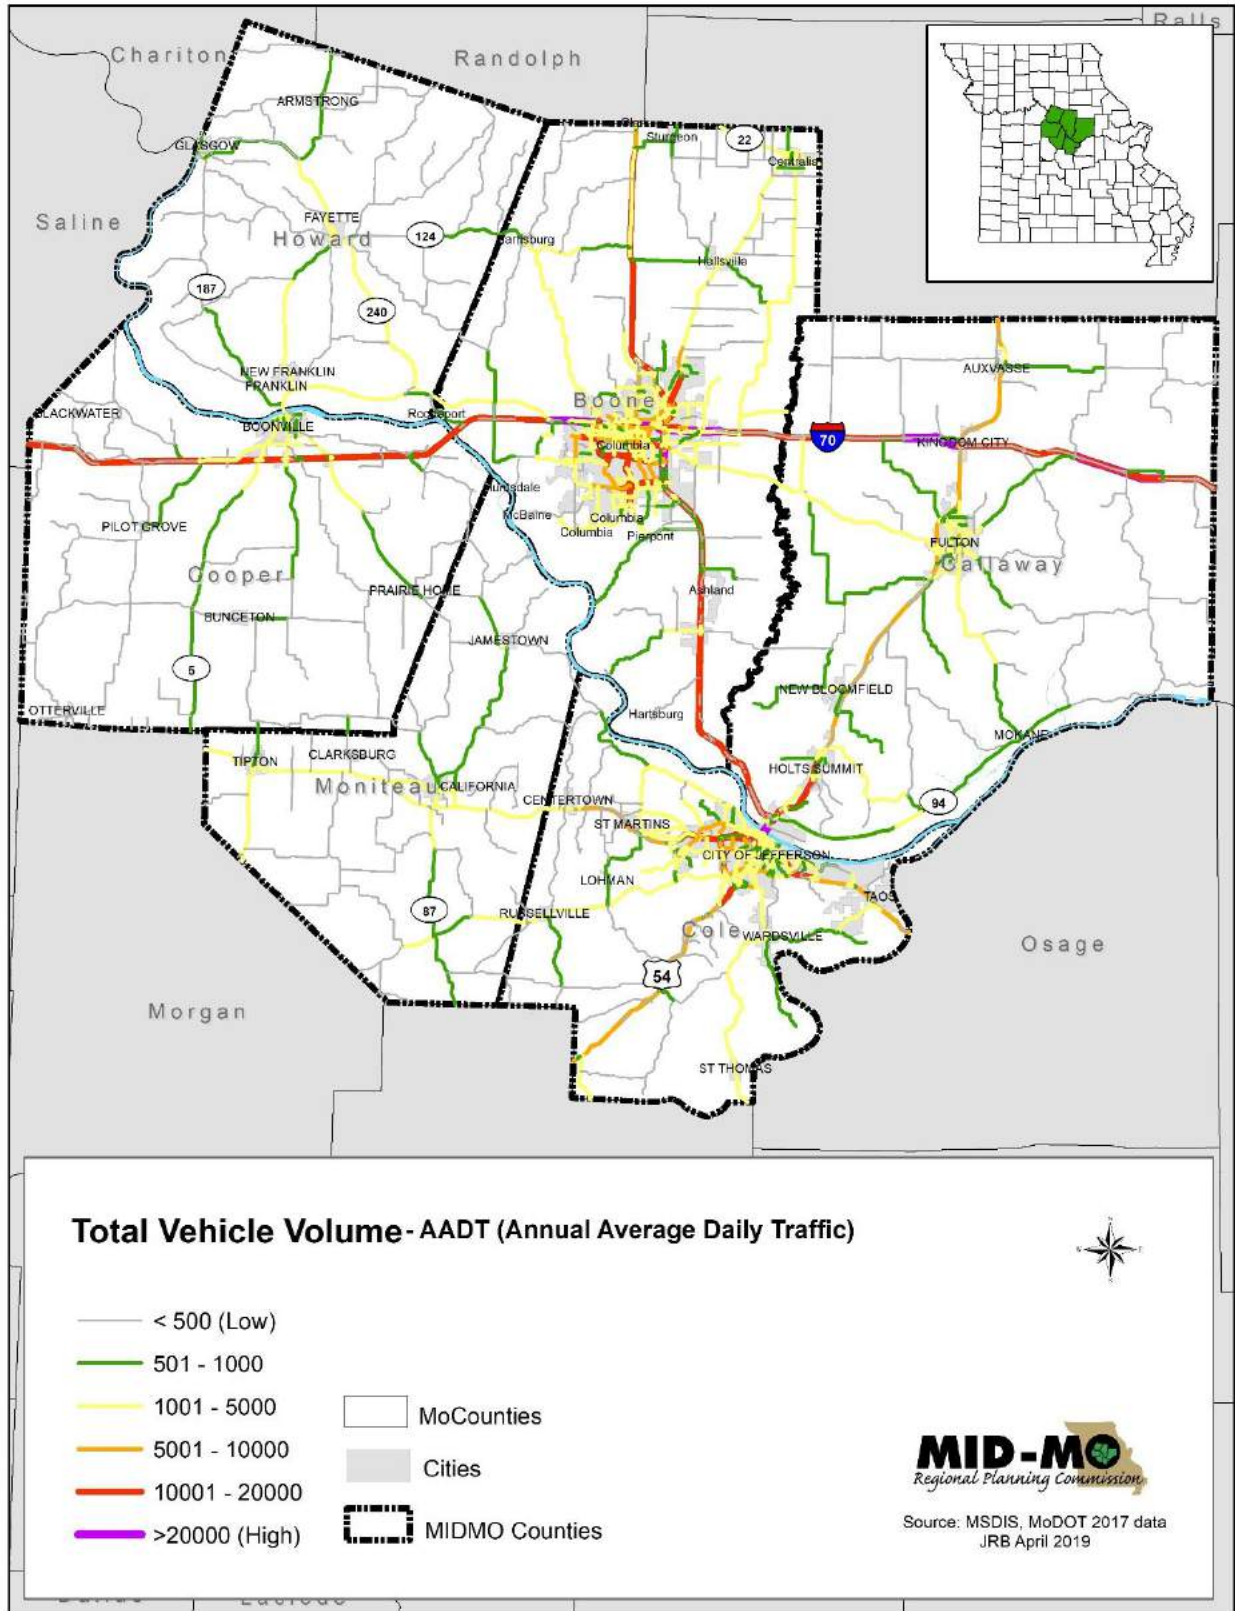 Ralls
Chariton
Randolph
ARMSTRONG
Sturgeon
22
GLASGOW
Centralia
Saline
FAYETTE
Howard
124
Harrisburg
Hallsville
187
240
NEW FRANKLIN
AUXVASSE
FRANKLIN
Boone
BLACKWATER
Rocheport
BOONVILLE
70
KINGDOM CITY
Columbia
Huntsdale
PILOT GROVE
McBaine
Columbia
Columbia
Pierpont
FULTON
Callaway
Cooper
PRAIRIE HOME
Ashland
BUNCETON
JAMESTOWN
5
NEW BLOOMFIELD
OTTERVILLE
Hartsburg
MOKANE
CLARKSBURG
TIPTON
HOLTS SUMMIT
Moniteau
CALIFORNIA
CENTERTOWN
94
ST MARTINS
CITY OF JEFFERSON
LOHMAN
TAOS
87
RUSSELLVILLE
Cole
WARDSVILLE
Osage
54
Morgan
ST THOMAS
Total Vehicle Volume - AADT (Annual Average Daily Traffic)
N
E
< 500 (Low)
501 - 1000
1001 - 5000
5001 - 10000
10001 - 20000
>20000 (High)
MoCounties
Cities
MIDMO Counties
MID-MO
Regional Planning Commission
Source: MSDIS, MoDOT 2017 data
JRB April 2019